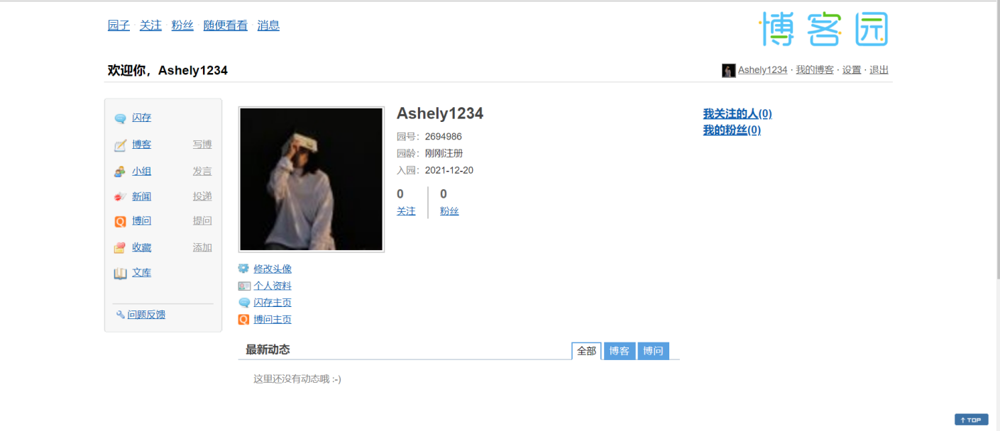 园子 · 关注 · 粉丝 · 随便看看 · 消息
博客园
欢迎你，Ashely1234
Ashely1234 · 我的博客 · 设置 · 退出
闪存
博客 写博
小组 发言
新闻 投递
博问 提问
收藏 添加
文库
问题反馈
Ashely1234
园号：2694986
园龄：刚刚注册
入园：2021-12-20
0 0
关注 粉丝
修改头像
个人资料
闪存主页
博问主页
我关注的人(0)
我的粉丝(0)
最新动态 全部 博客 博问
这里还没有动态哦 :-)
↑ TOP